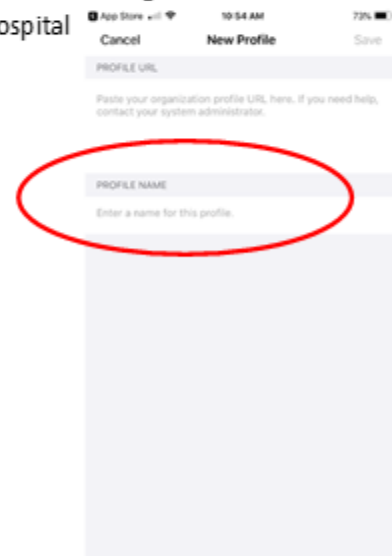 ospital
App Store 10:54 AM 73%
Cancel New Profile Save
PROFILE URL
Paste your organization profile URL here. If you need help,
contact your system administrator.
PROFILE NAME
Enter a name for this profile.